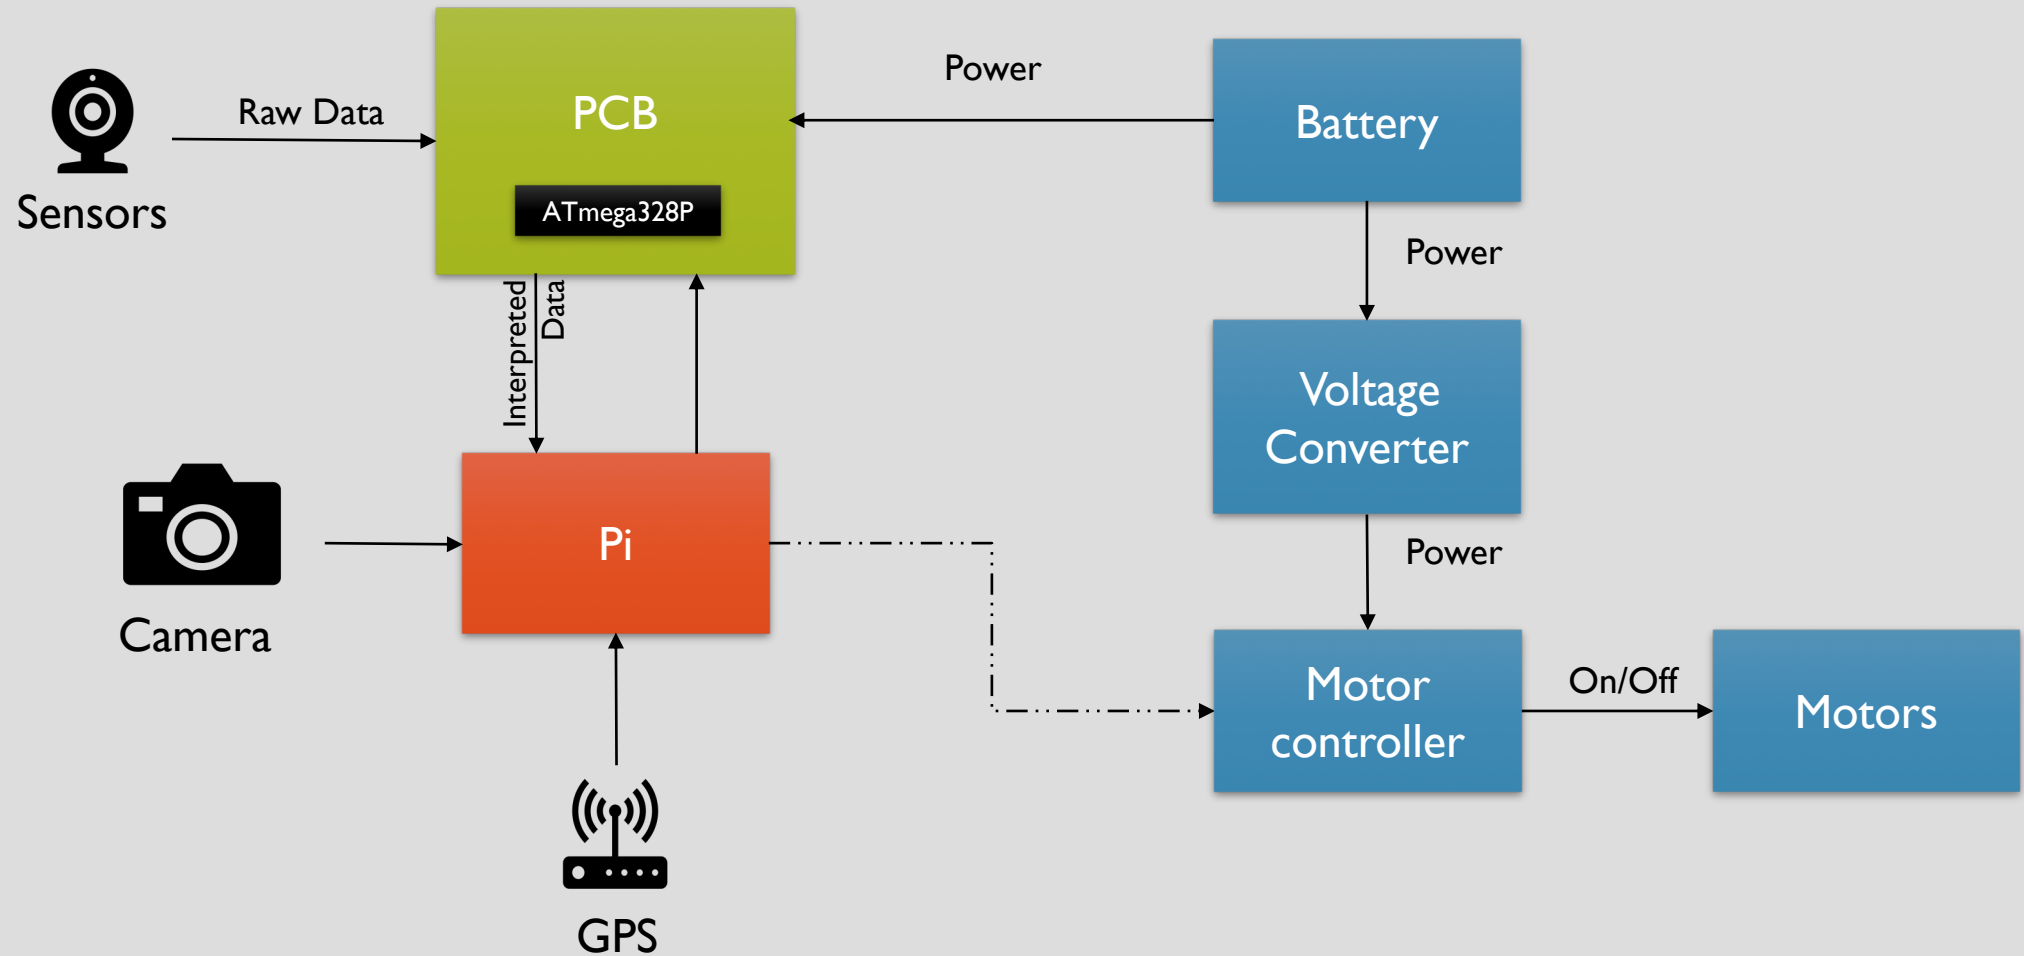 PCB
ATmega328P
Raw Data
Sensors
Power
Battery
Power
Interpreted
Data
Voltage
Converter
Power
Pi
Camera
Motor
controller
On/Off
Motors
GPS